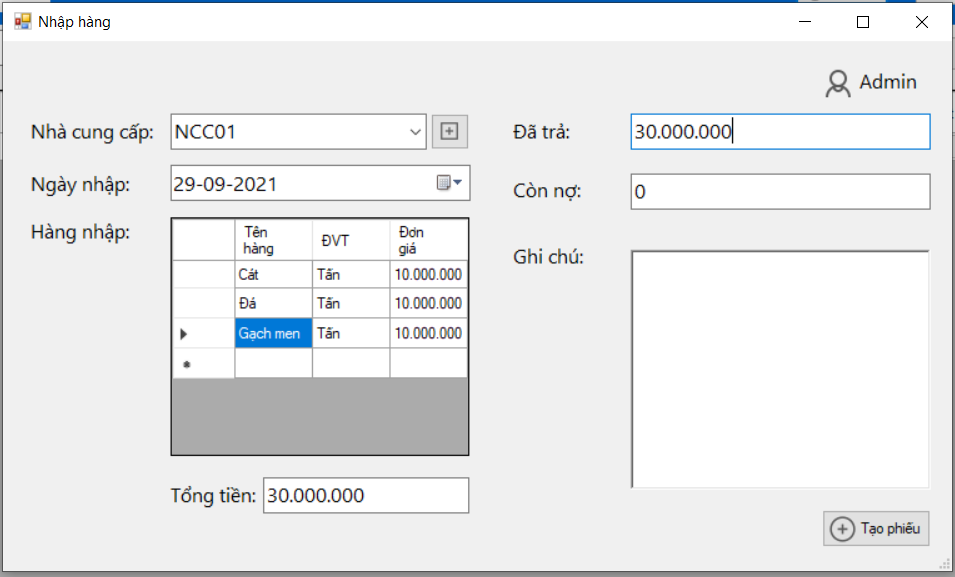 Nhập hàng
Admin
Nhà cung cấp: NCC01
Đã trả: 30.000.000
Ngày nhập: 29-09-2021
Còn nợ: 0
Hàng nhập:
Tên hàng ĐVT Đơn giá
Cát Tấn 10.000.000
Đá Tấn 10.000.000
Gạch men Tấn 10.000.000
Ghi chú:
Tổng tiền: 30.000.000
Tạo phiếu